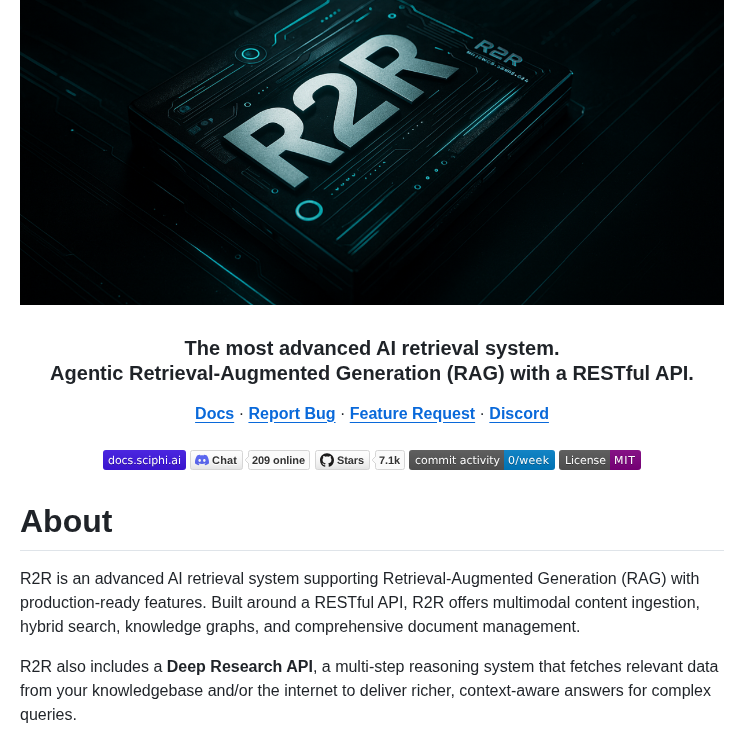 R2R
R2R
The most advanced AI retrieval system.
Agentic Retrieval-Augmented Generation (RAG) with a RESTful API.
Docs · Report Bug · Feature Request · Discord
docs.sciphi.ai Chat 209 online Stars 7.1k commit activity 0/week License MIT
About
R2R is an advanced AI retrieval system supporting Retrieval-Augmented Generation (RAG) with
production-ready features. Built around a RESTful API, R2R offers multimodal content ingestion,
hybrid search, knowledge graphs, and comprehensive document management.
R2R also includes a Deep Research API, a multi-step reasoning system that fetches relevant data
from your knowledgebase and/or the internet to deliver richer, context-aware answers for complex
queries.